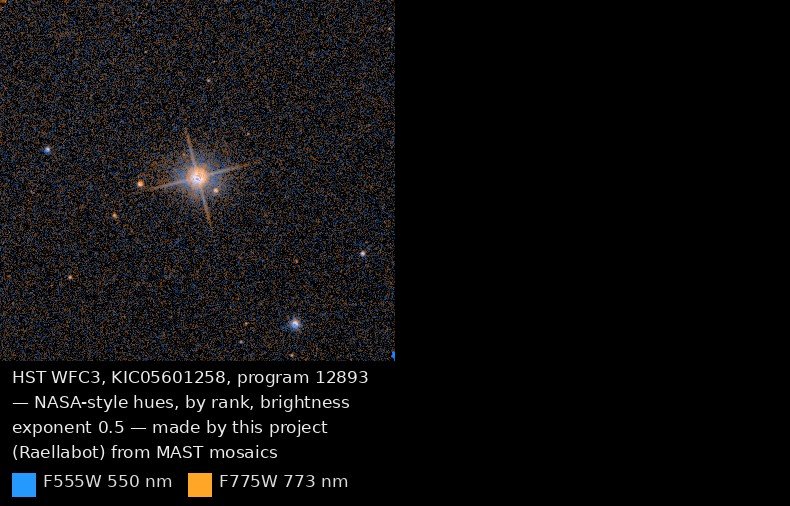 HST WFC3, KIC05601258, program 12893
— NASA-style hues, by rank, brightness
exponent 0.5 — made by this project
(Raellabot) from MAST mosaics
F555W 550 nm F775W 773 nm